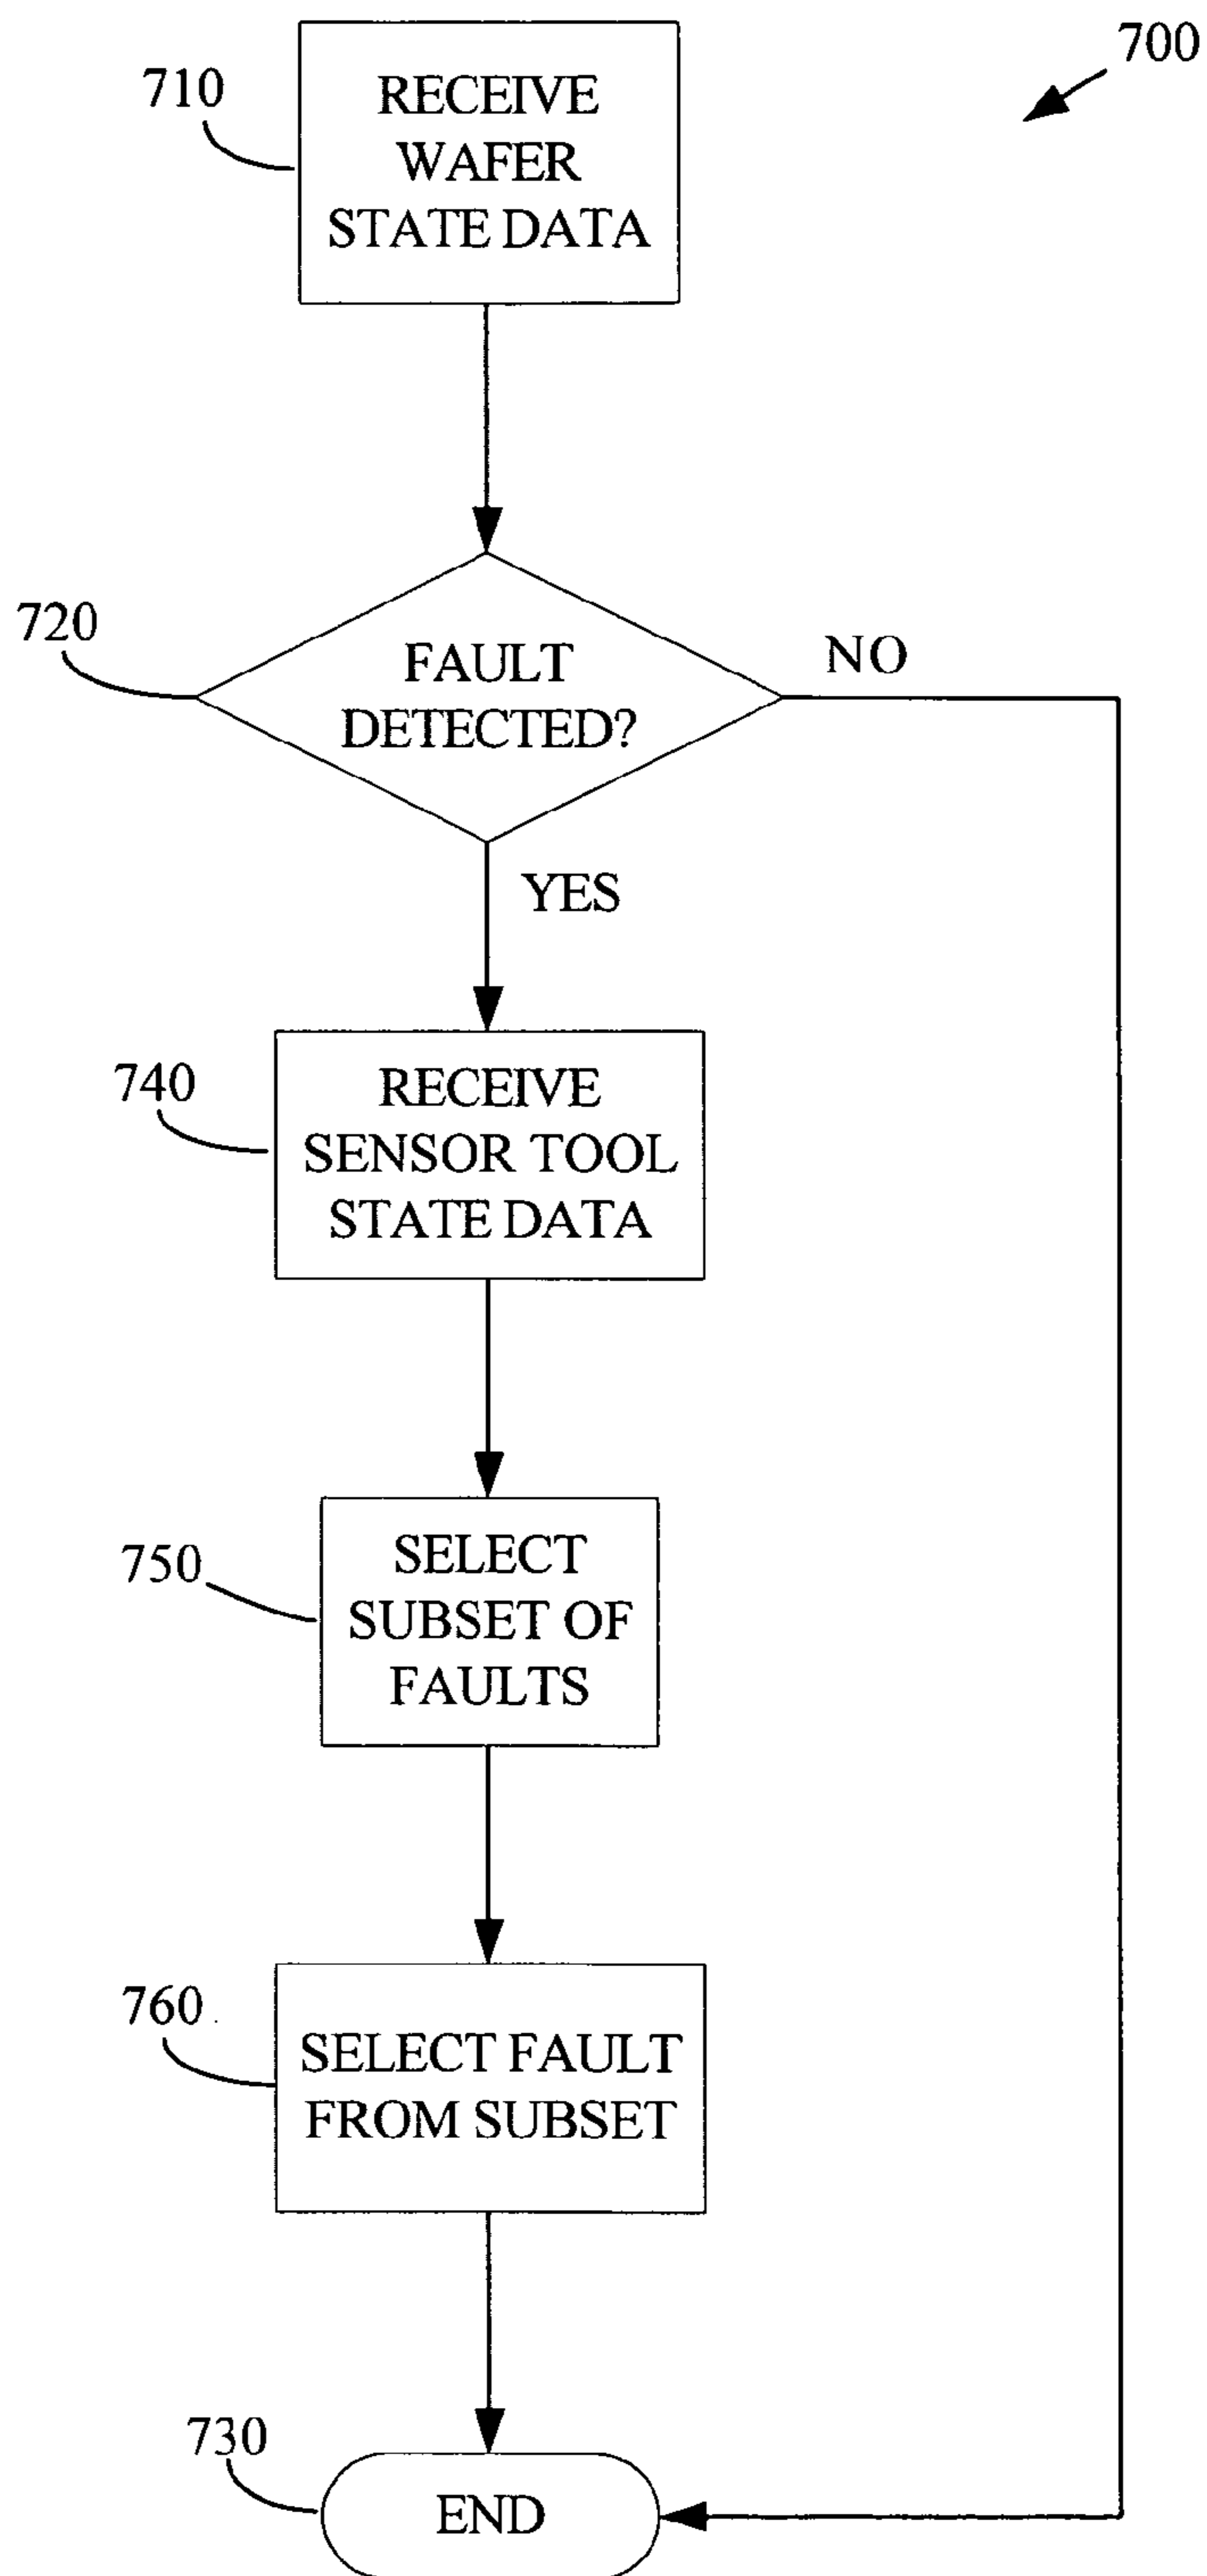 700
710
RECEIVE
WAFER
STATE DATA
720
FAULT
DETECTED?
NO
YES
740
RECEIVE
SENSOR TOOL
STATE DATA
750
SELECT
SUBSET OF
FAULTS
760
SELECT FAULT
FROM SUBSET
730
END